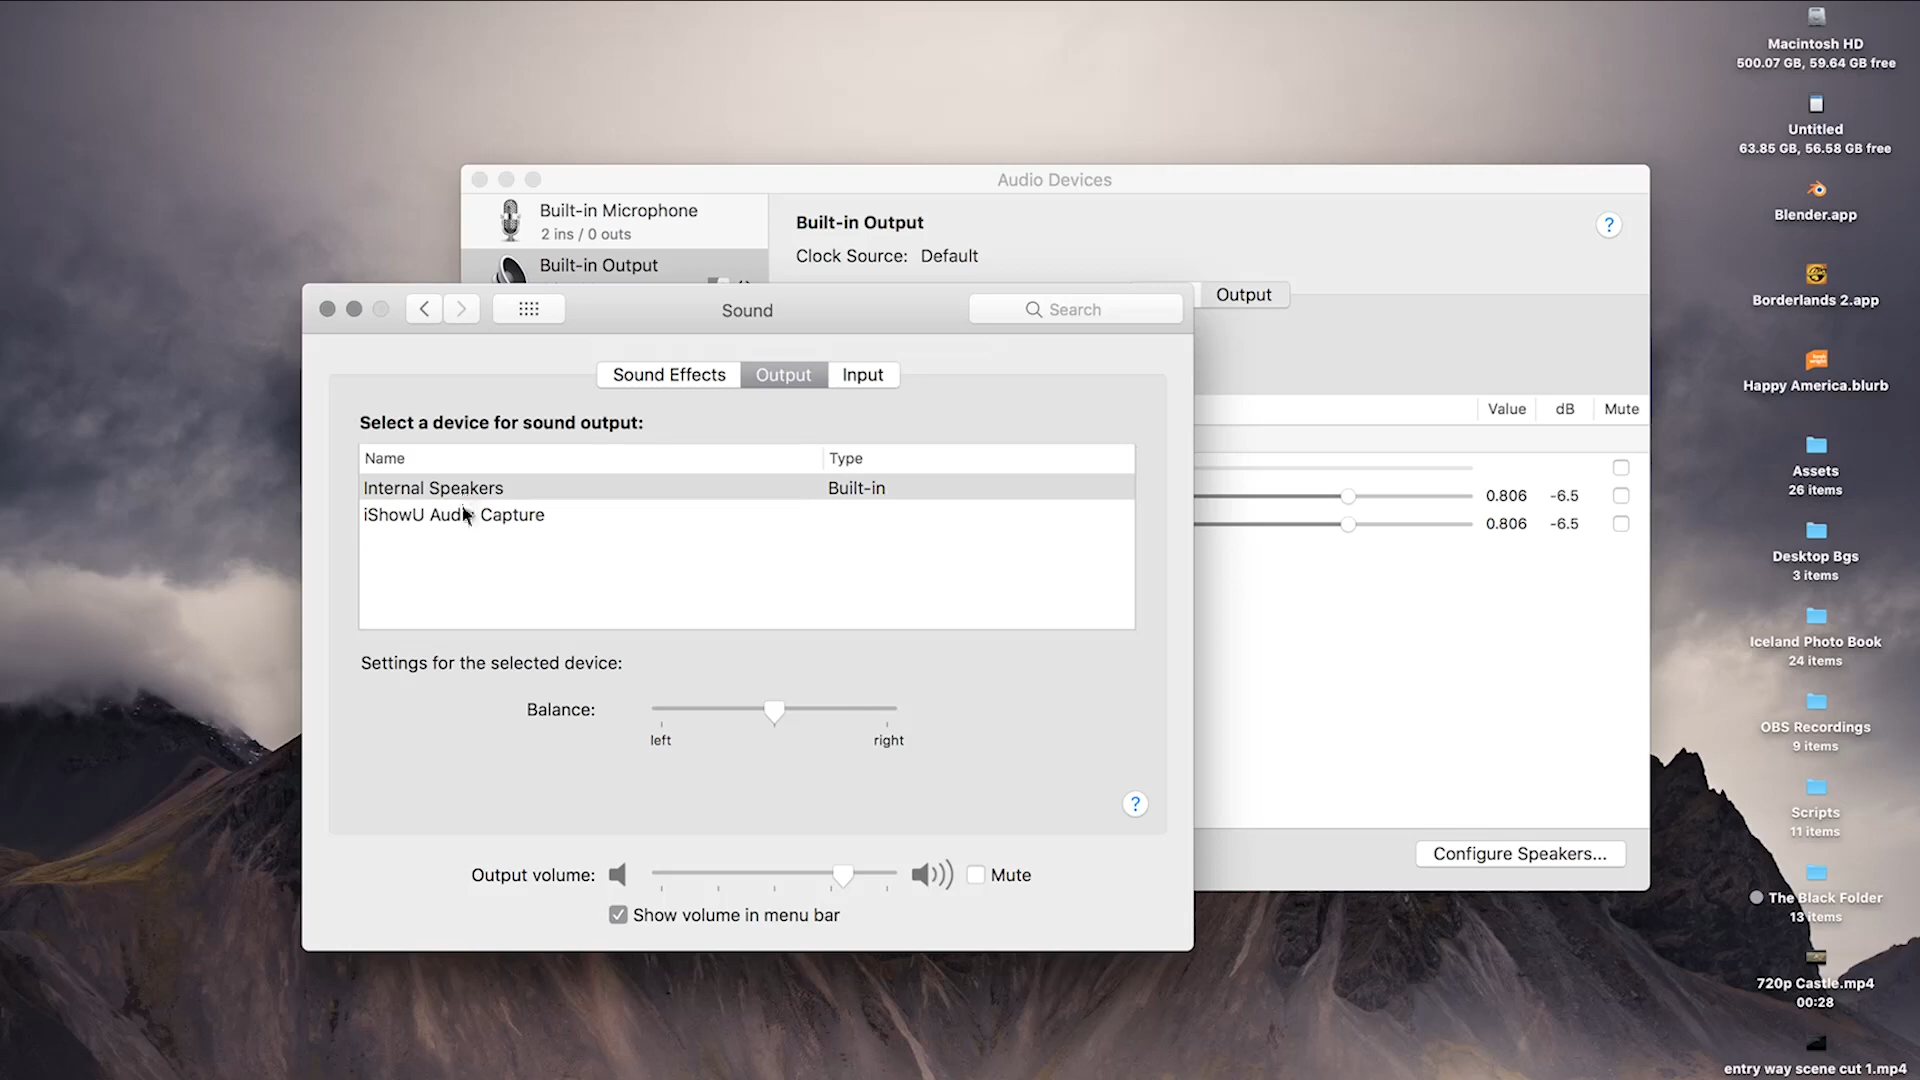 Audio Devices
Built-in Microphone
2 ins / 0 outs
Built-in Output
Built-in Output
Clock Source: Default
?
Output
Sound
Search
Sound Effects
Output
Input
Select a device for sound output:
Name
Type
Internal Speakers
Built-in
iShowU Audio Capture
Settings for the selected device:
Balance:
left
right
?
Output volume:
Mute
Show volume in menu bar
Value
dB
Mute
0.806
-6.5
0.806
-6.5
Configure Speakers...
Macintosh HD
500.07 GB, 59.64 GB free
Untitled
63.85 GB, 56.58 GB free
Blender.app
Borderlands 2.app
Happy America.blurb
Assets
26 items
Desktop Bgs
3 items
Iceland Photo Book
24 items
OBS Recordings
9 items
Scripts
11 items
The Black Folder
13 items
720p Castle.mp4
00:28
entry way scene cut 1.mp4